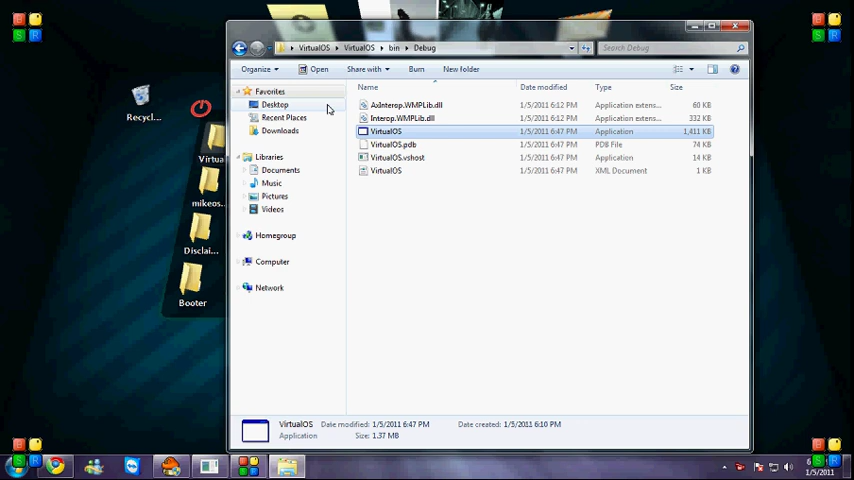 B
S R
B
S R
VirtualOS VirtualOS bin Debug
Search Debug
Organize Open Share with Burn New folder
Favorites
Desktop
Recent Places
Downloads
Libraries
Documents
Music
Pictures
Videos
Homegroup
Computer
Network
Name Date modified Type Size
AxInterop.WMPLib.dll 1/5/2011 6:12 PM Application extens... 60 KB
Interop.WMPLib.dll 1/5/2011 6:12 PM Application extens... 332 KB
VirtualOS 1/5/2011 6:47 PM Application 1,411 KB
VirtualOS.pdb 1/5/2011 6:47 PM PDB File 74 KB
VirtualOS.vshost 1/5/2011 6:47 PM Application 14 KB
VirtualOS 1/5/2011 6:47 PM XML Document 1 KB
Recycl...
Virtua
mikeos...
Disclai...
Booter
VirtualOS Date modified: 1/5/2011 6:47 PM Date created: 1/5/2011 6:10 PM
Application Size: 1.37 MB
B
S R
B
S R
1/5/2011